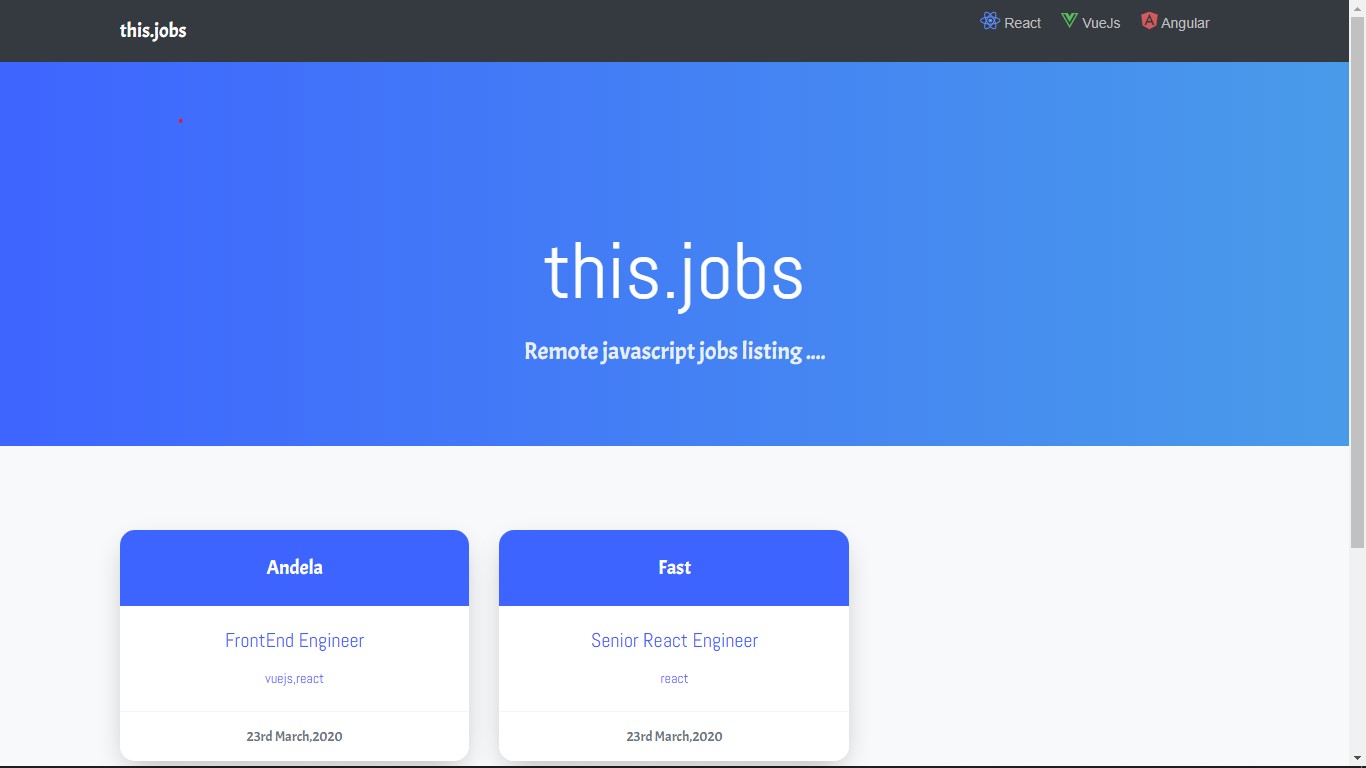 this.jobs
React VueJs Angular
this.jobs
Remote javascript jobs listing ....
Andela
FrontEnd Engineer
vuejs,react
23rd March,2020
Fast
Senior React Engineer
react
23rd March,2020